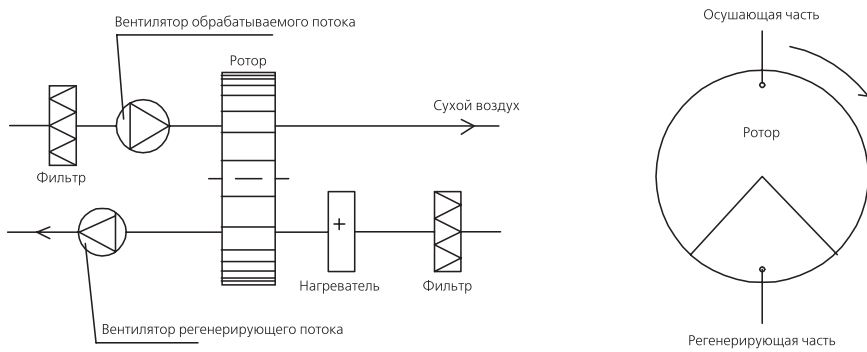 Вентилятор обрабатываемого потока
Ротор
Сухой воздух
Фильтр
Нагреватель
Фильтр
Вентилятор регенерирующего потока
Осушающая часть
Ротор
Регенерирующая часть